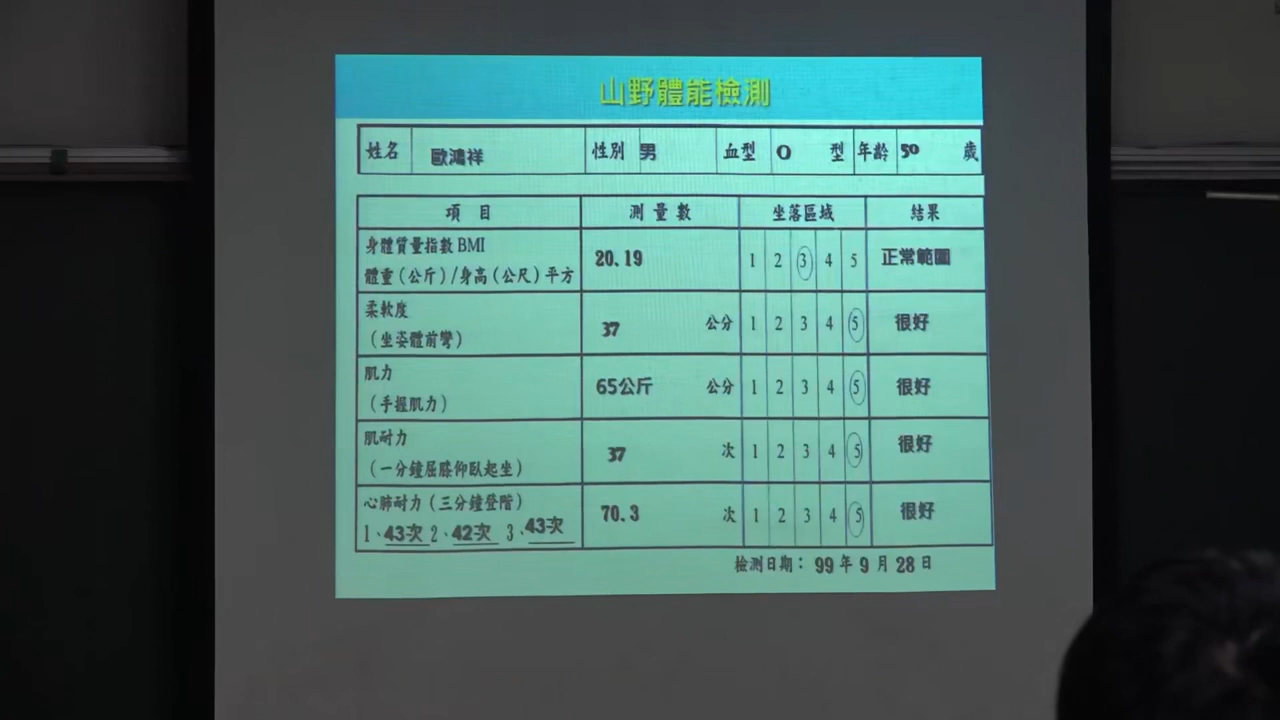 山野體能檢測
姓名 歐鴻祥 性別 男 血型 O 型 年齡 50 歲
項目 測量數 坐落區域 結果
身體質量指數 BMI
體重(公斤)/身高(公尺)平方
20.19 1 2 3 4 5 正常範圍
柔軟度
(坐姿體前彎)
37 公分 1 2 3 4 5 很好
肌力
(手握肌力)
65公斤 公分 1 2 3 4 5 很好
肌耐力
(一分鐘屈膝仰臥起坐)
37 次 1 2 3 4 5 很好
心肺耐力(三分鐘登階)
1、43次 2、42次 3、43次
70.3 次 1 2 3 4 5 很好
檢測日期：99 年 9 月 28 日